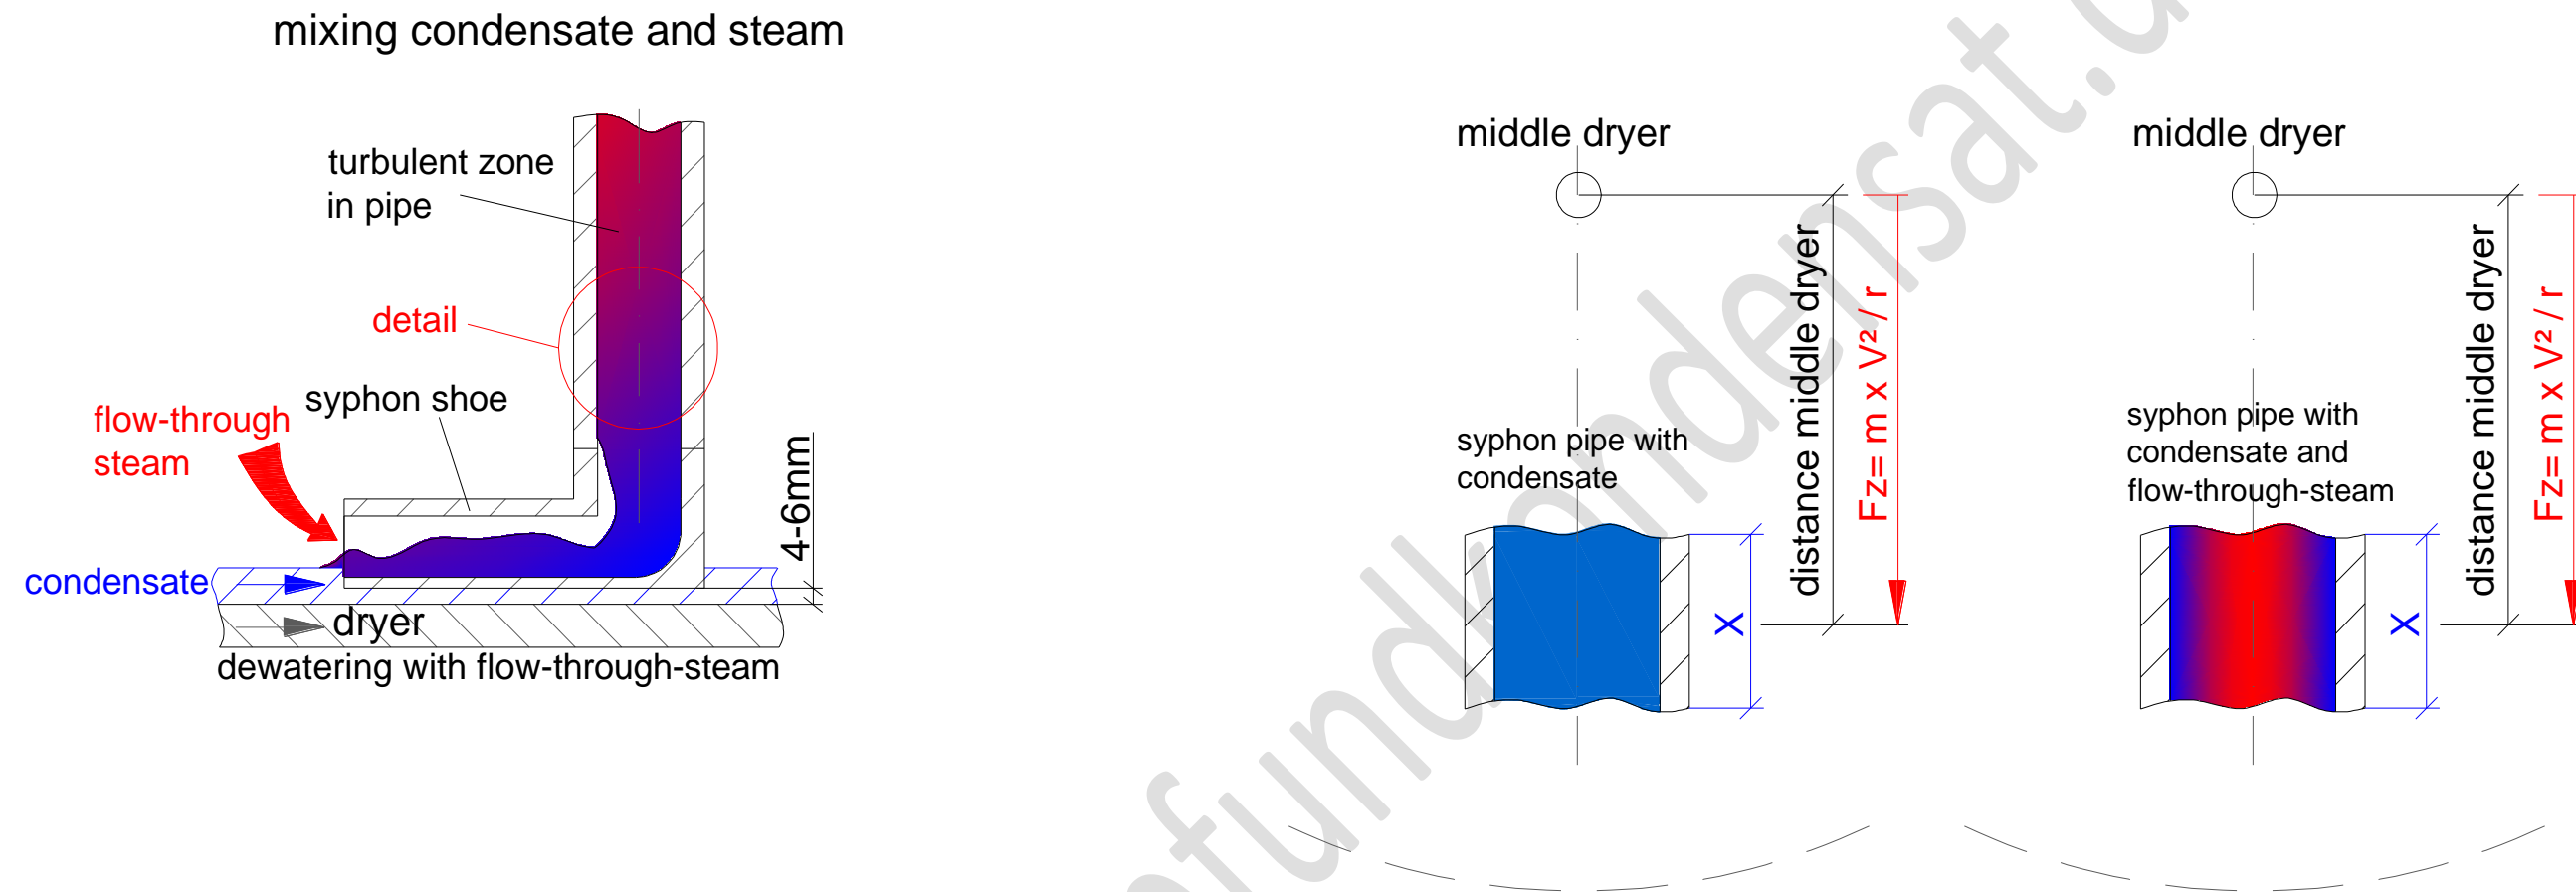 mixing condensate and steam
turbulent zone
in pipe
detail
syphon shoe
flow-through
steam
condensate
dryer
4-6mm
dewatering with flow-through-steam
middle dryer
syphon pipe with
condensate
X
distance middle dryer
Fz= m x V² / r
middle dryer
syphon pipe with
condensate and
flow-through-steam
X
distance middle dryer
Fz= m x V² / r